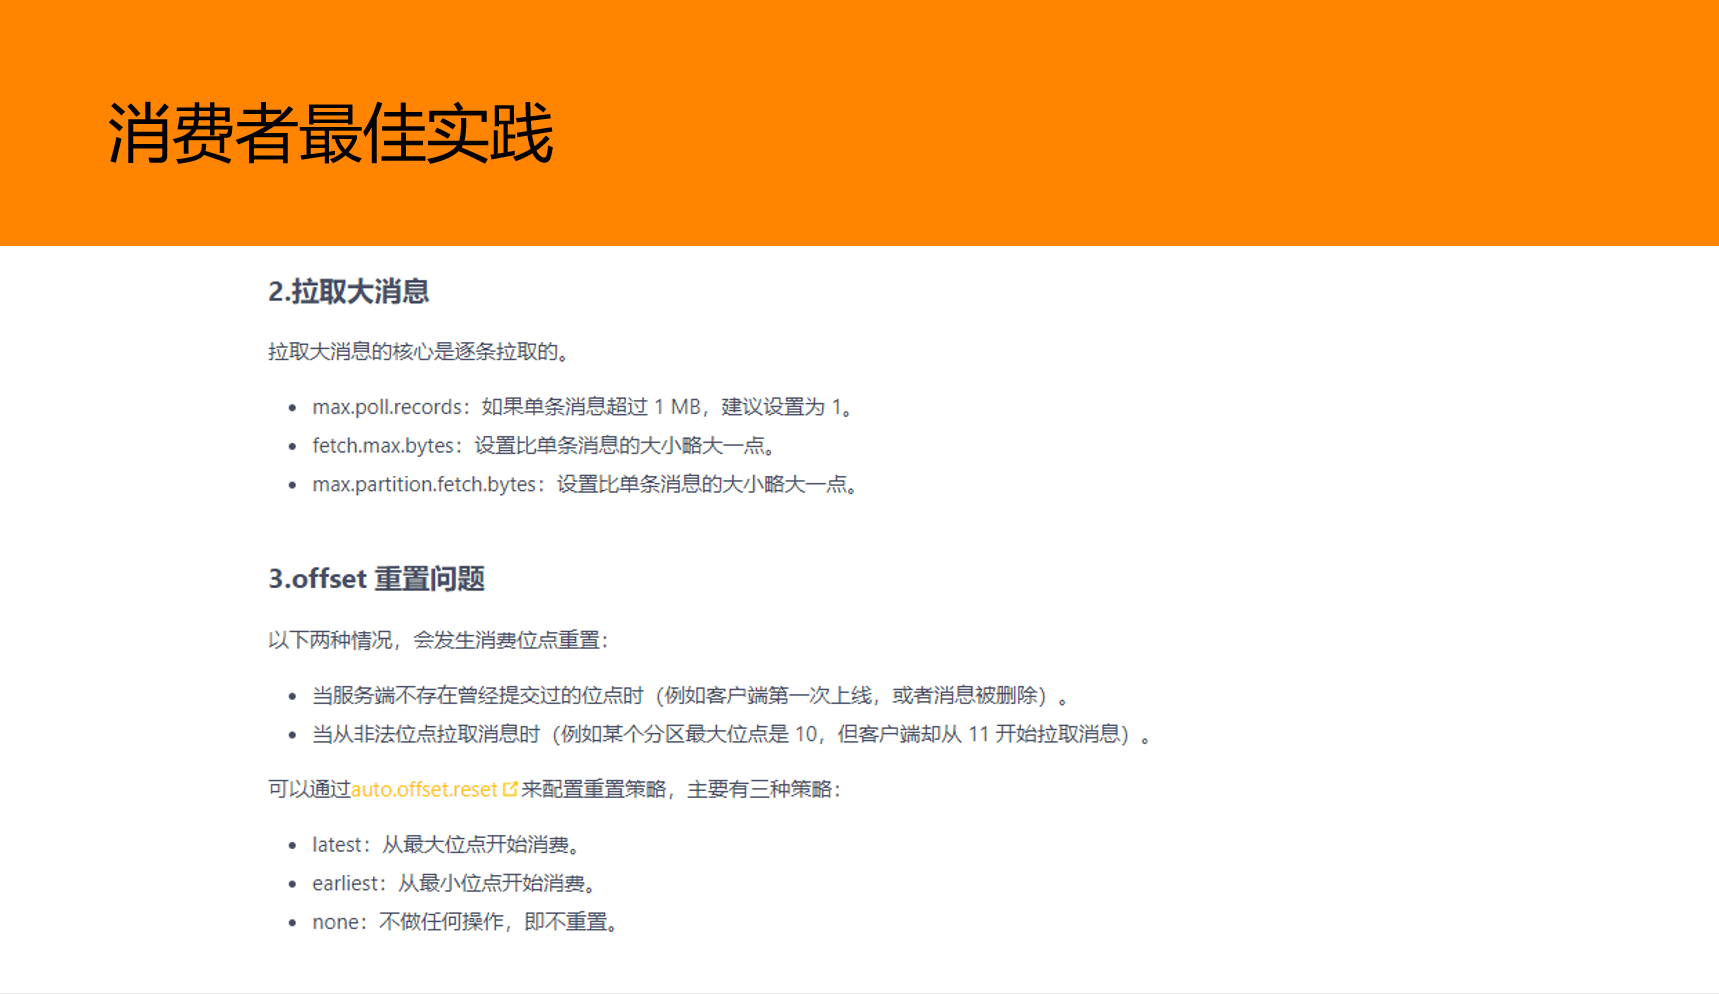 消费者最佳实践
2.拉取大消息
拉取大消息的核心是逐条拉取的。
• max.poll.records：如果单条消息超过 1 MB，建议设置为 1。
• fetch.max.bytes：设置比单条消息的大小略大一点。
• max.partition.fetch.bytes：设置比单条消息的大小略大一点。
3.offset 重置问题
以下两种情况，会发生消费位点重置：
• 当服务端不存在曾经提交过的位点时（例如客户端第一次上线，或者消息被删除）。
• 当从非法位点拉取消息时（例如某个分区最大位点是 10，但客户端却从 11 开始拉取消息）。
可以通过auto.offset.reset来配置重置策略，主要有三种策略：
• latest：从最大位点开始消费。
• earliest：从最小位点开始消费。
• none：不做任何操作，即不重置。